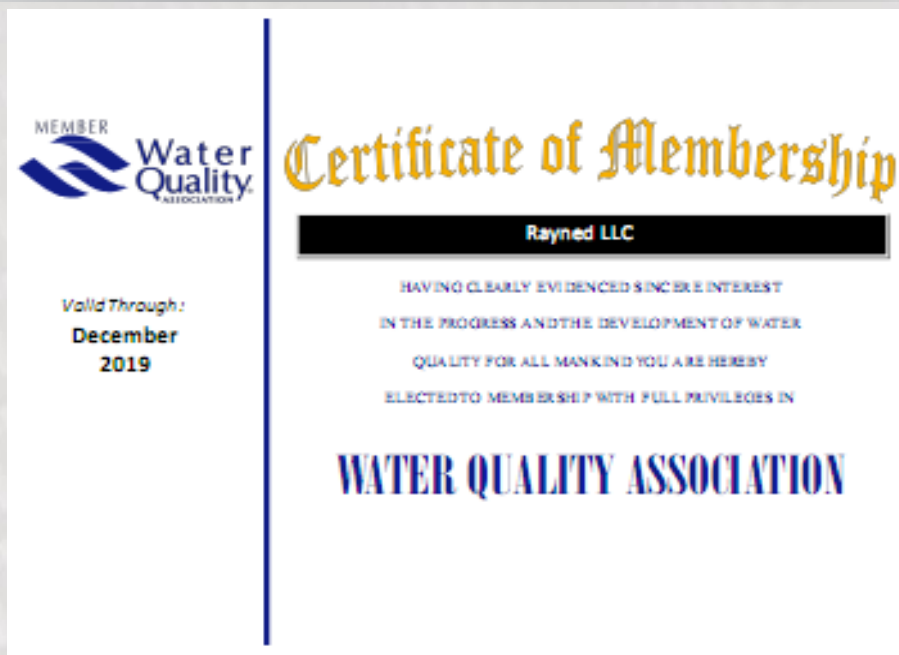 MEMBER
Water
Quality
ASSOCIATION
Valid Through:
December
2019
Certificate of Membership
Rayned LLC
HAVING CLEARLY EVIDENCED SINCERE INTEREST
IN THE PROGRESS AND THE DEVELOPMENT OF WATER
QUALITY FOR ALL MANKIND YOU ARE HEREBY
ELECTED TO MEMBERSHIP WITH FULL PRIVILEGES IN
WATER QUALITY ASSOCIATION